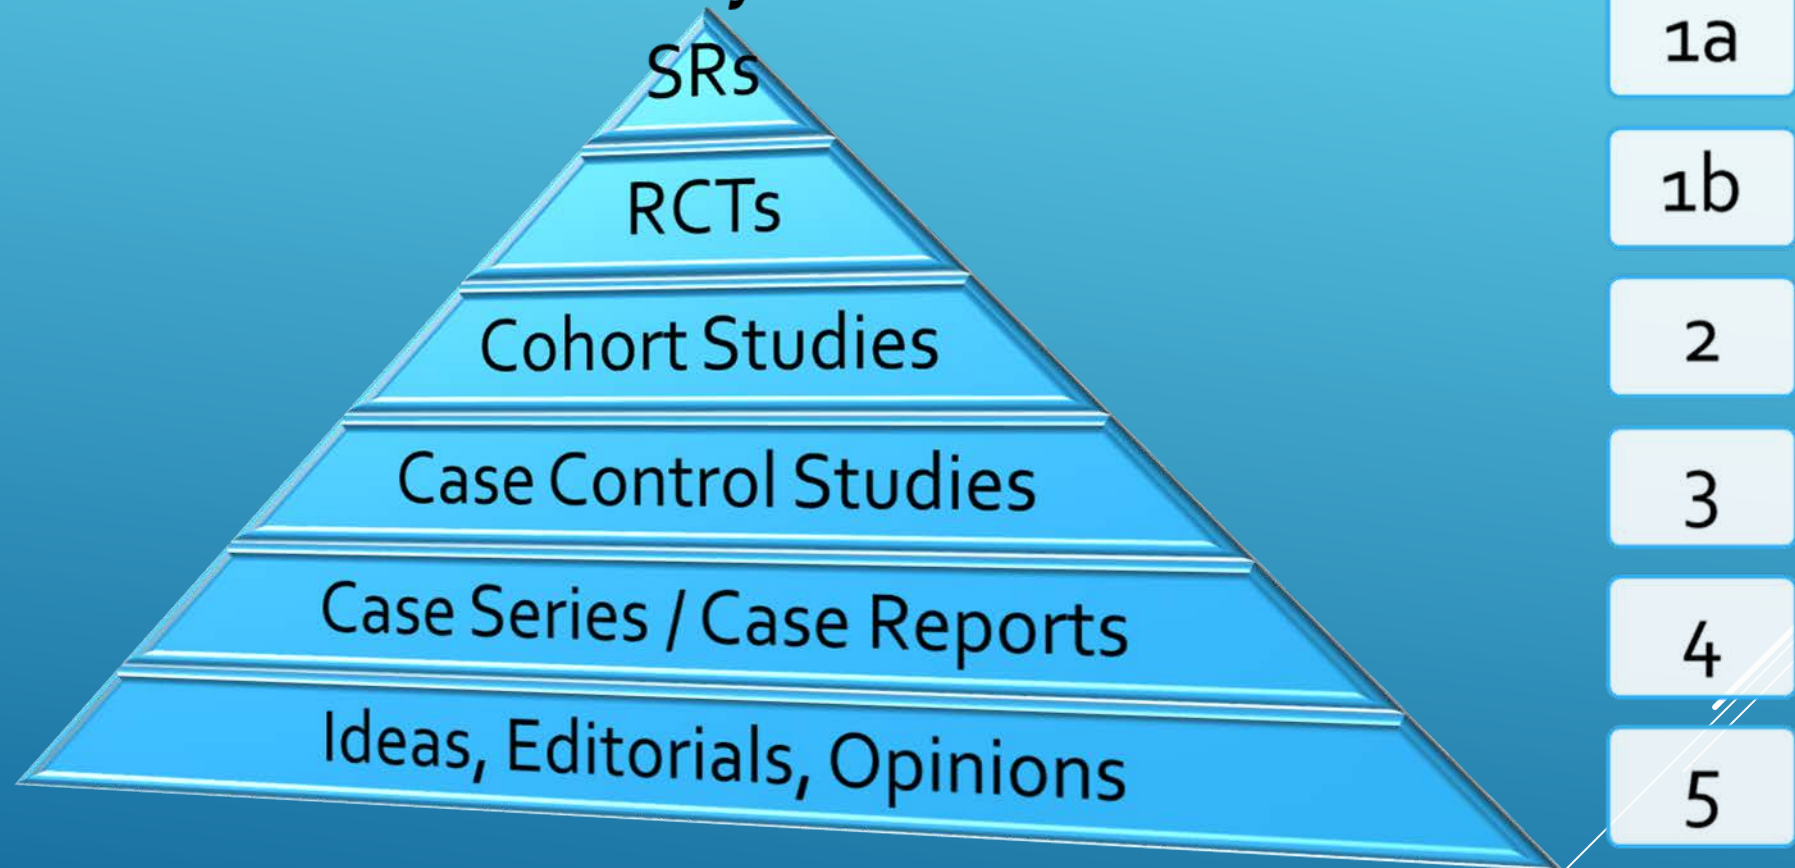 SRs
1a
RCTs
1b
Cohort Studies
2
Case Control Studies
3
Case Series / Case Reports
4
Ideas, Editorials, Opinions
5